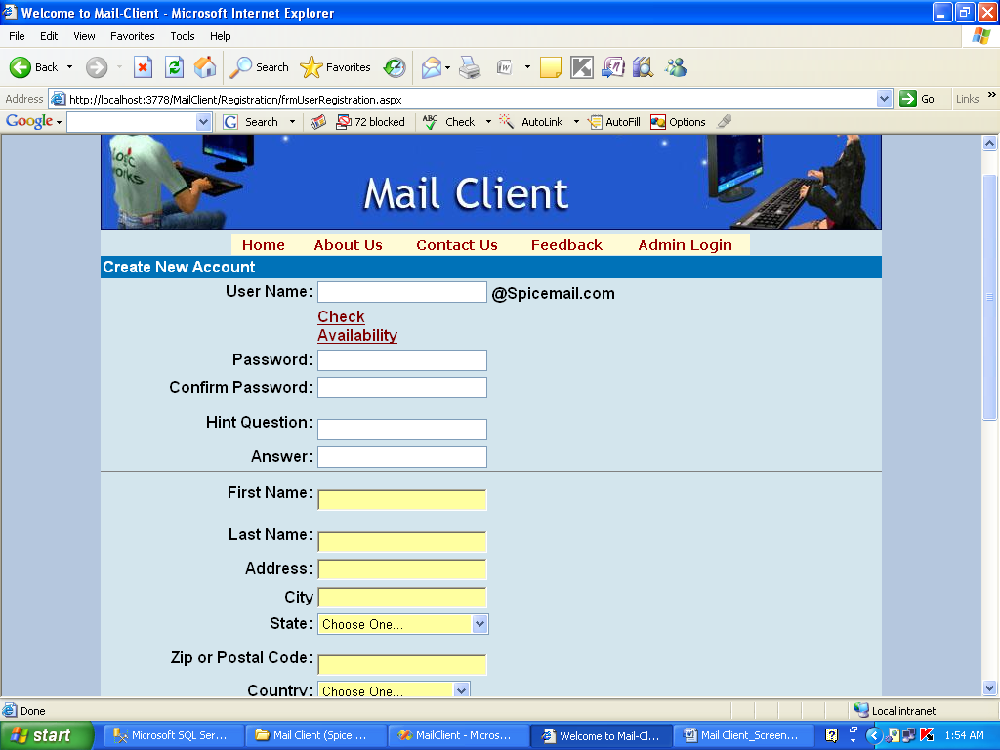 Welcome to Mail-Client - Microsoft Internet Explorer
File Edit View Favorites Tools Help
Back Search Favorites
Address http://localhost:3778/MailClient/Registration/frmUserRegistration.aspx Go Links »
Google Search 72 blocked Check AutoLink AutoFill Options
LOGIC
WORKS
Mail Client
Home About Us Contact Us Feedback Admin Login
Create New Account
User Name: @Spicemail.com
Check
Availability
Password:
Confirm Password:
Hint Question:
Answer:
First Name:
Last Name:
Address:
City
State: Choose One...
Zip or Postal Code:
Country: Choose One...
Done Local intranet
start Microsoft SQL Ser... Mail Client (Spice ... MailClient - Micros... Welcome to Mail-Cl... Mail Client_Screen... 1:54 AM